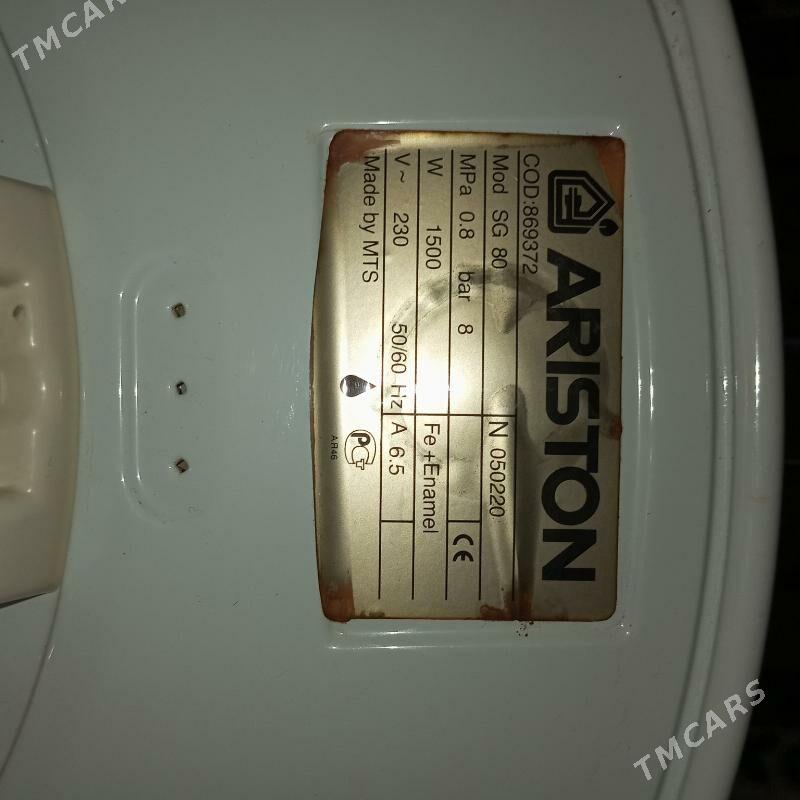 TMCARS
ARISTON
COD:869372
Mod SG 80 N 050220
MPa 0.8 bar 8 CE
W 1500 Fe+Enamel
V~ 230 50/60 Hz A 6.5
Made by MTS
AR46
TMCARS